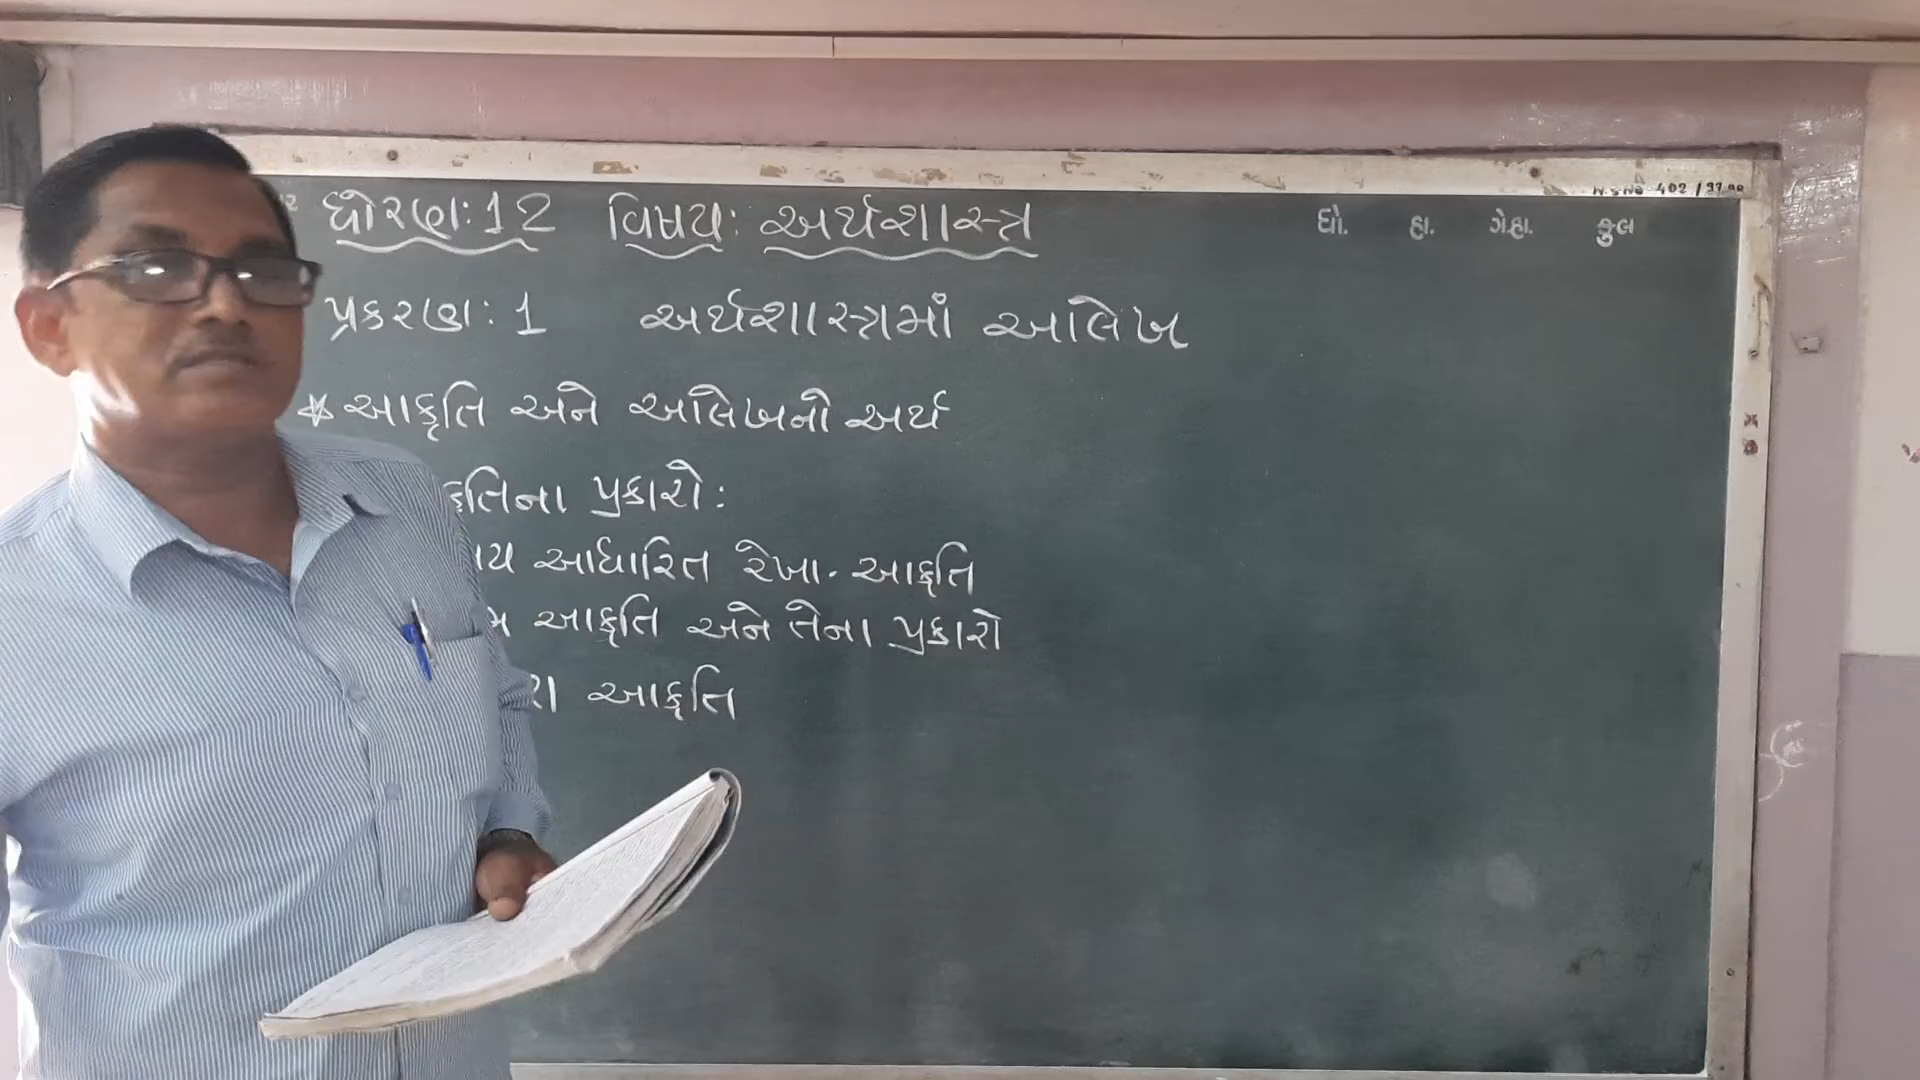 ધોરણ: 12 વિષય: અર્થશાસ્ત્ર
ધો. હા. ગે.હા. કુલ
પ્રકરણ: 1 અર્થશાસ્ત્રમાં આલેખ
* આકૃતિ અને આલેખનો અર્થ
પ્રકારો:
આધારિત રેખા-આકૃતિ
આકૃતિ અને તેના પ્રકારો
આકૃતિ